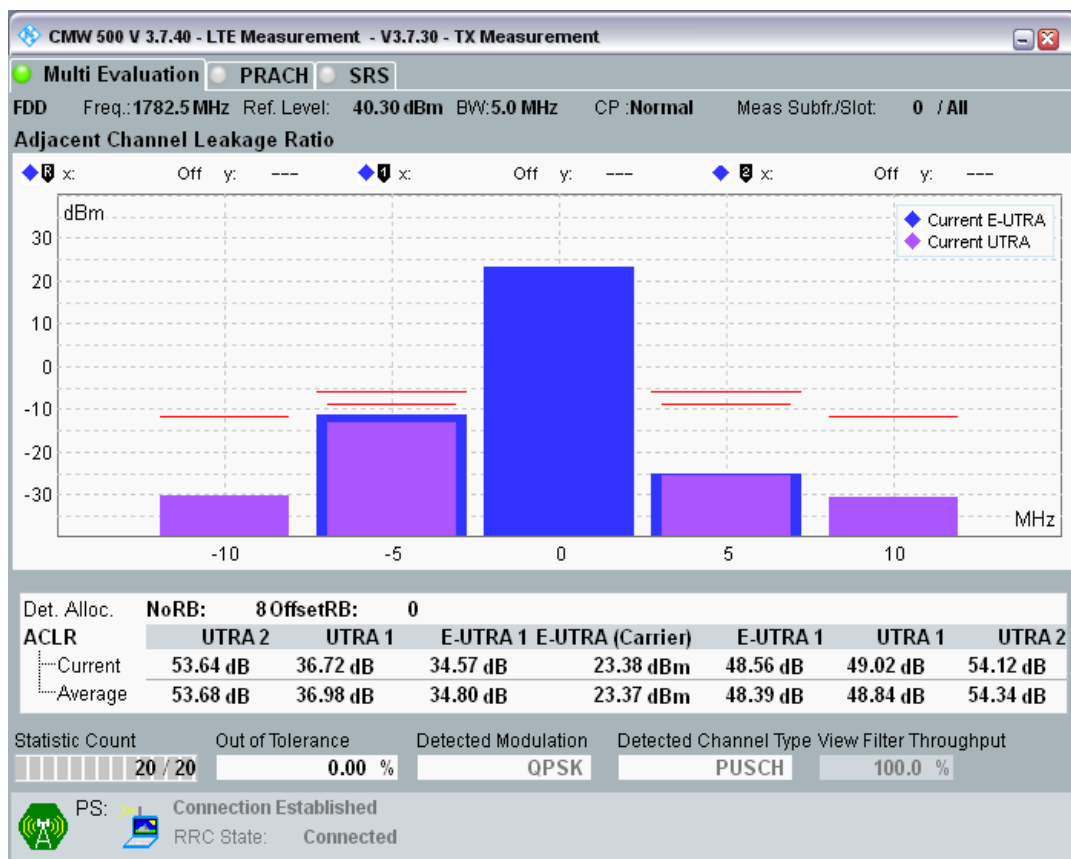 CMW 500 V 3.7.40 - LTE Measurement - V3.7.30 - TX Measurement
Multi Evaluation PRACH SRS
FDD Freq.:1782.5 MHz Ref. Level: 40.30 dBm BW:5.0 MHz CP :Normal Meas Subfr./Slot: 0 / All
Adjacent Channel Leakage Ratio
R x: Off y: --- 1 x: Off y: --- 2 x: Off y: ---
dBm
Current E-UTRA
Current UTRA
30
20
10
0
-10
-20
-30
MHz
-10 -5 0 5 10
Det. Alloc. NoRB: 8 OffsetRB: 0
ACLR UTRA 2 UTRA 1 E-UTRA 1 E-UTRA (Carrier) E-UTRA 1 UTRA 1 UTRA 2
Current 53.64 dB 36.72 dB 34.57 dB 23.38 dBm 48.56 dB 49.02 dB 54.12 dB
Average 53.68 dB 36.98 dB 34.80 dB 23.37 dBm 48.39 dB 48.84 dB 54.34 dB
Statistic Count Out of Tolerance Detected Modulation Detected Channel Type View Filter Throughput
20 / 20 0.00 % QPSK PUSCH 100.0 %
PS: Connection Established
RRC State: Connected